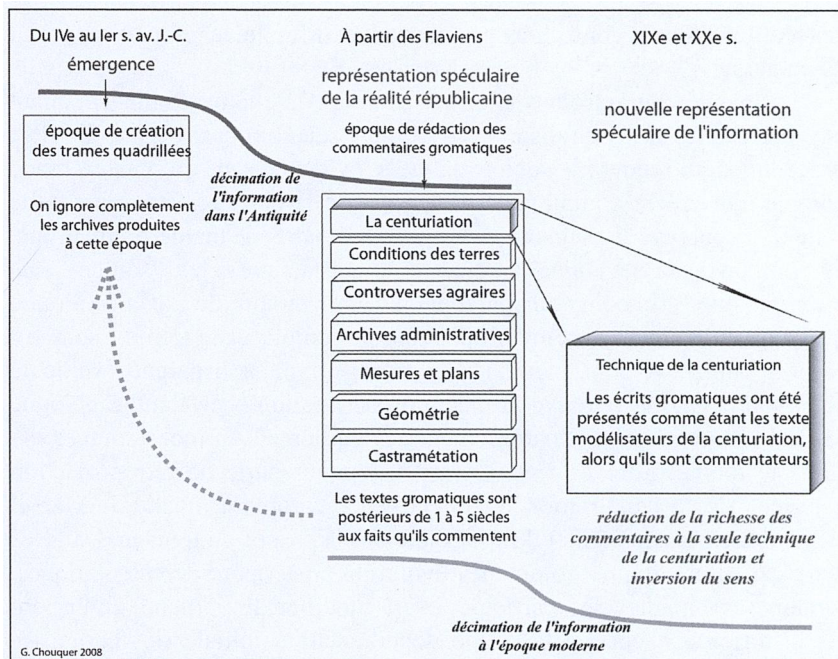 Du IVe au Ier s. av. J.-C.
émergence
époque de création
des trames quadrillées
On ignore complètement
les archives produites
à cette époque
décimation de
l'information
dans l'Antiquité
À partir des Flaviens
représentation spéculaire
de la réalité républicaine
époque de rédaction des
commentaires gromatiques
La centuriation
Conditions des terres
Controverses agraires
Archives administratives
Mesures et plans
Géométrie
Castramétation
Les textes gromatiques sont
postérieurs de 1 à 5 siècles
aux faits qu'ils commentent
décimation de l'information
à l'époque moderne
XIXe et XXe s.
nouvelle représentation
spéculaire de l'information
Technique de la centuriation
Les écrits gromatiques ont été
présentés comme étant les texte
modélisateurs de la centuriation,
alors qu'ils sont commentateurs
réduction de la richesse des
commentaires à la seule technique
de la centuriation et
inversion du sens
G. Chouquer 2008